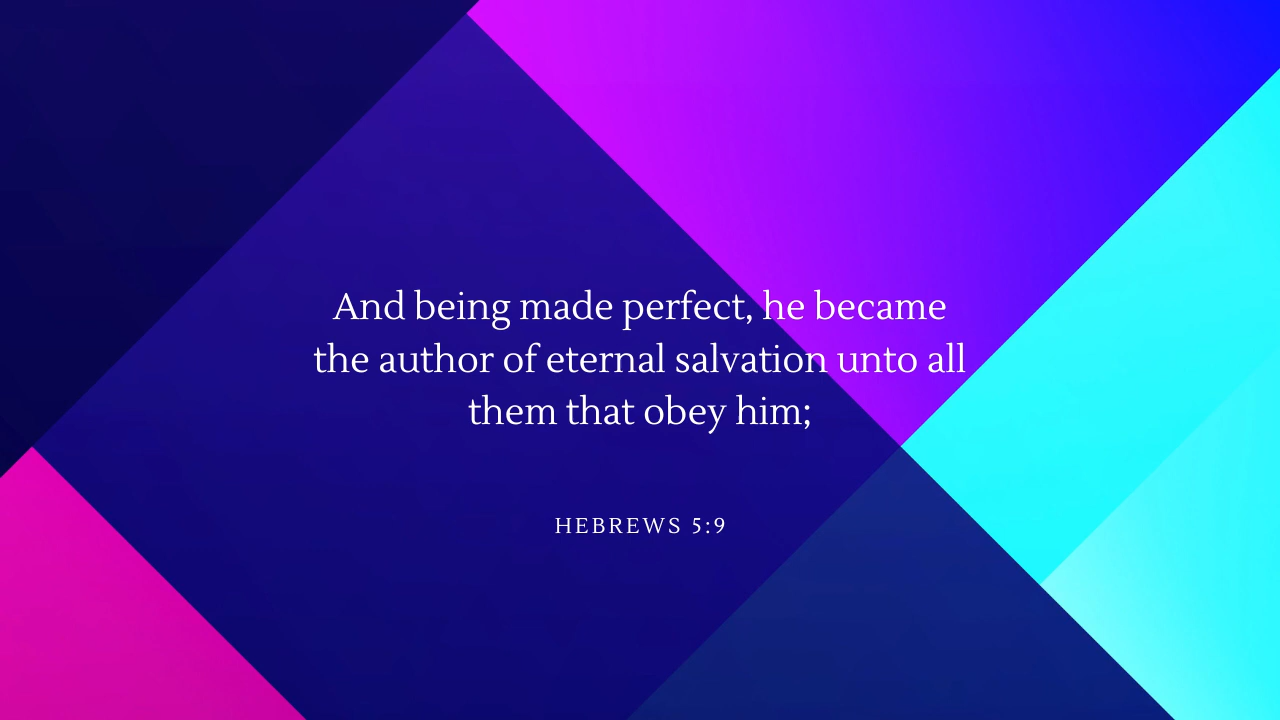 And being made perfect, he became
the author of eternal salvation unto all
them that obey him;
HEBREWS 5:9